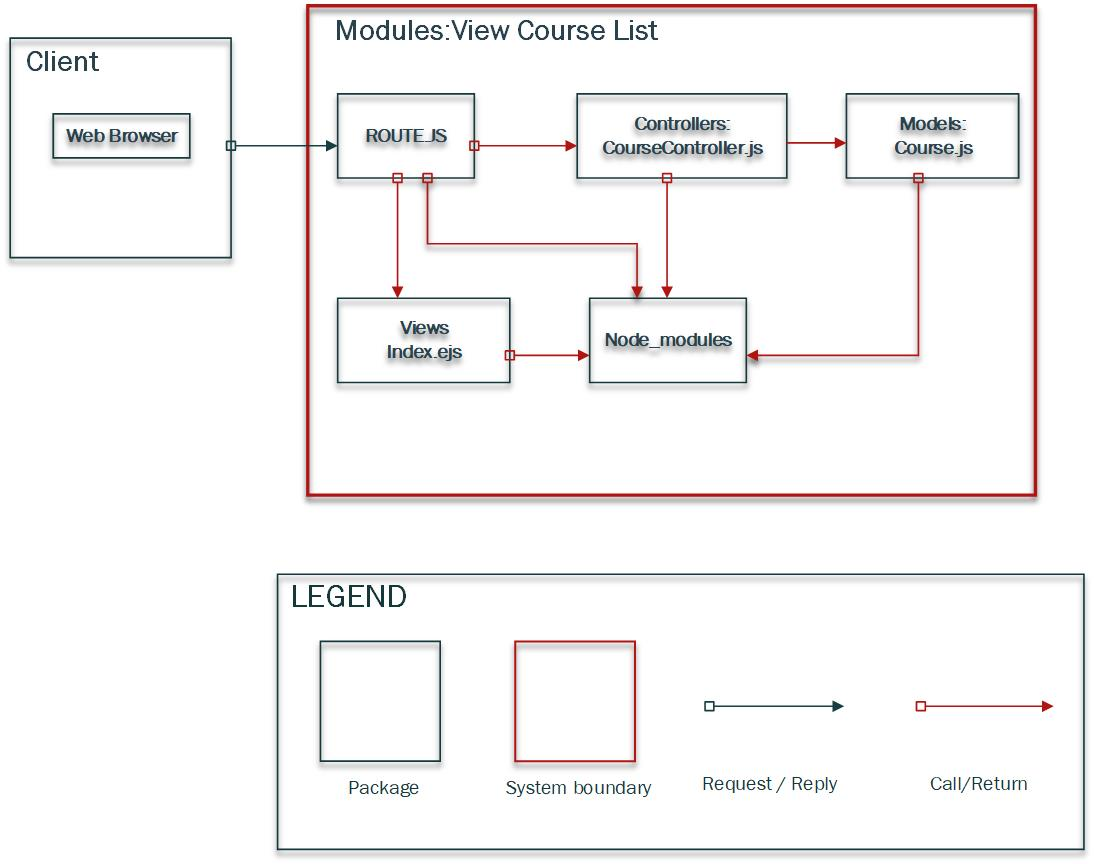 Modules:View Course List
Client
Web Browser
ROUTE.JS
Controllers:
CourseController.js
Models:
Course.js
Views
Index.ejs
Node_modules
LEGEND
Package
System boundary
Request / Reply
Call/Return